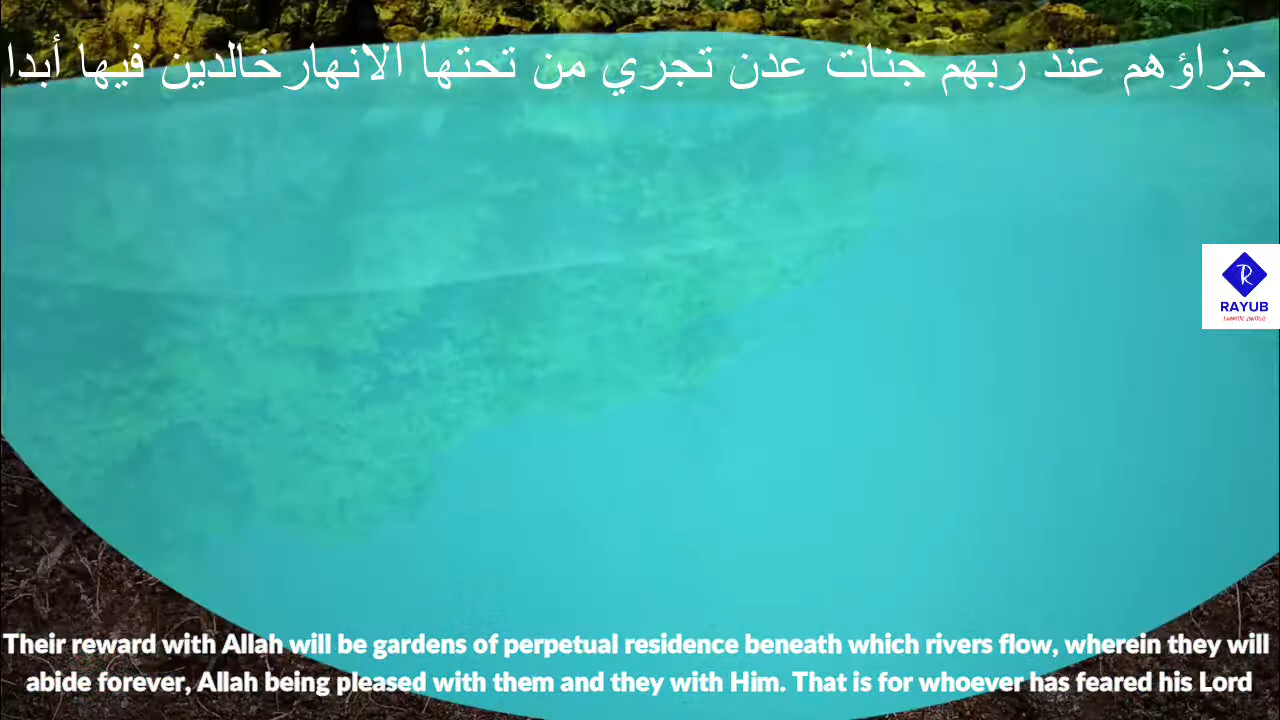 جزاؤهم عند ربهم جنات عدن تجري من تحتها الانهارخالدين فيها أبدا
RAYUB
Their reward with Allah will be gardens of perpetual residence beneath which rivers flow, wherein they will
abide forever, Allah being pleased with them and they with Him. That is for whoever has feared his Lord